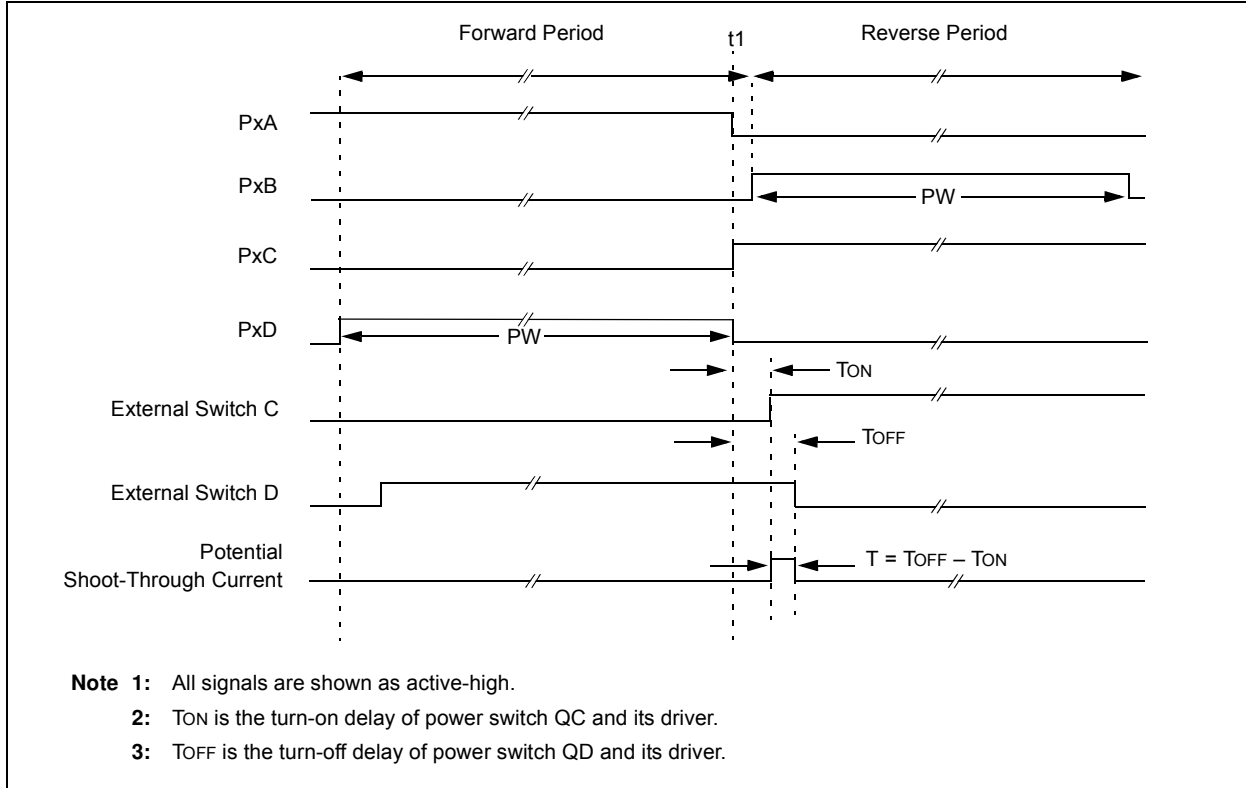 Forward Period
t1
Reverse Period
PxA
PxB
PW
PxC
PxD
PW
TON
External Switch C
TOFF
External Switch D
Potential
Shoot-Through Current
T = TOFF – TON
Note 1: All signals are shown as active-high.
2: TON is the turn-on delay of power switch QC and its driver.
3: TOFF is the turn-off delay of power switch QD and its driver.